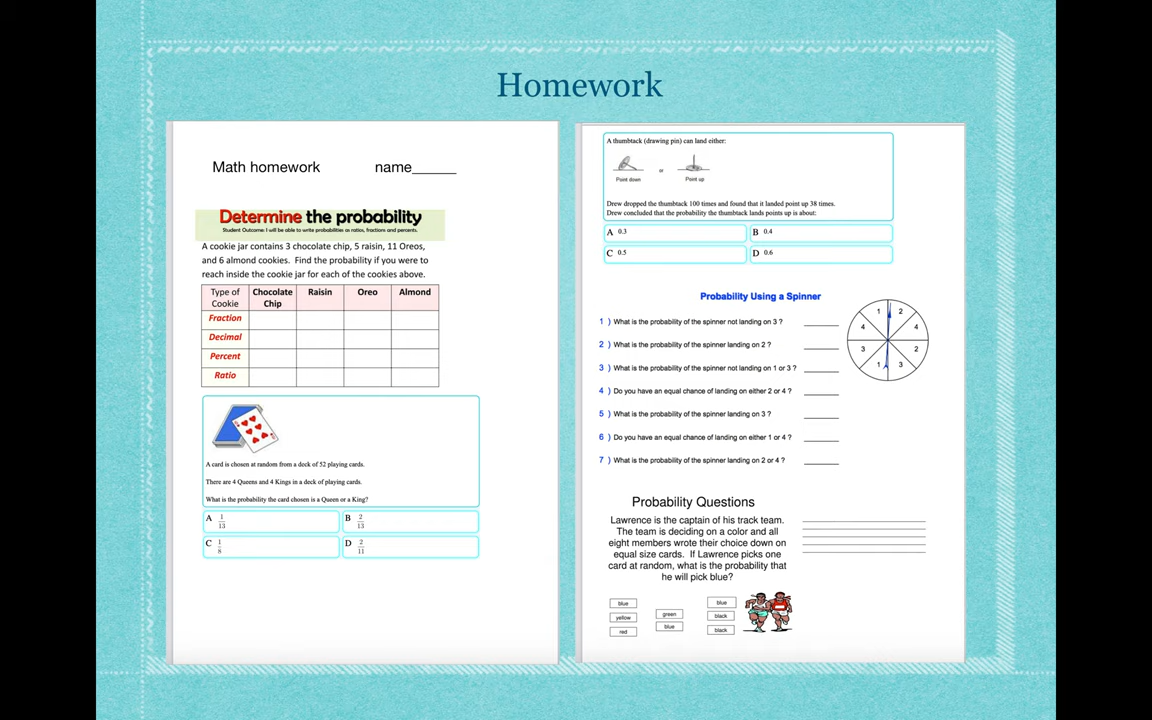 Homework
Math homework name______
Determine the probability
Student Outcome: I will be able to write probabilities as ratios, fractions and percents.
A cookie jar contains 3 chocolate chip, 5 raisin, 11 Oreos,
and 6 almond cookies. Find the probability if you were to
reach inside the cookie jar for each of the cookies above.
Type of Cookie Chocolate Chip Raisin Oreo Almond
Fraction
Decimal
Percent
Ratio
A card is chosen at random from a deck of 52 playing cards.
There are 4 Queens and 4 Kings in a deck of playing cards.
What is the probability the card chosen is a Queen or a King?
A 1/13 B 2/13
C 1/8 D 2/11
A thumbtack (drawing pin) can land either:
or
Point down Point up
Drew dropped the thumbtack 100 times and found that it landed point up 38 times.
Drew concluded that the probability the thumbtack lands points up is about:
A 0.3 B 0.4
C 0.5 D 0.6
Probability Using a Spinner
1 ) What is the probability of the spinner not landing on 3 ? ______
2 ) What is the probability of the spinner landing on 2 ? ______
3 ) What is the probability of the spinner not landing on 1 or 3 ? ______
4 ) Do you have an equal chance of landing on either 2 or 4 ? ______
5 ) What is the probability of the spinner landing on 3 ? ______
6 ) Do you have an equal chance of landing on either 1 or 4 ? ______
7 ) What is the probability of the spinner landing on 2 or 4 ? ______
1 2
4 4
3 2
1 3
Probability Questions
Lawrence is the captain of his track team.
The team is deciding on a color and all
eight members wrote their choice down on
equal size cards. If Lawrence picks one
card at random, what is the probability that
he will pick blue?
blue
yellow
red
green
blue
blue
black
black